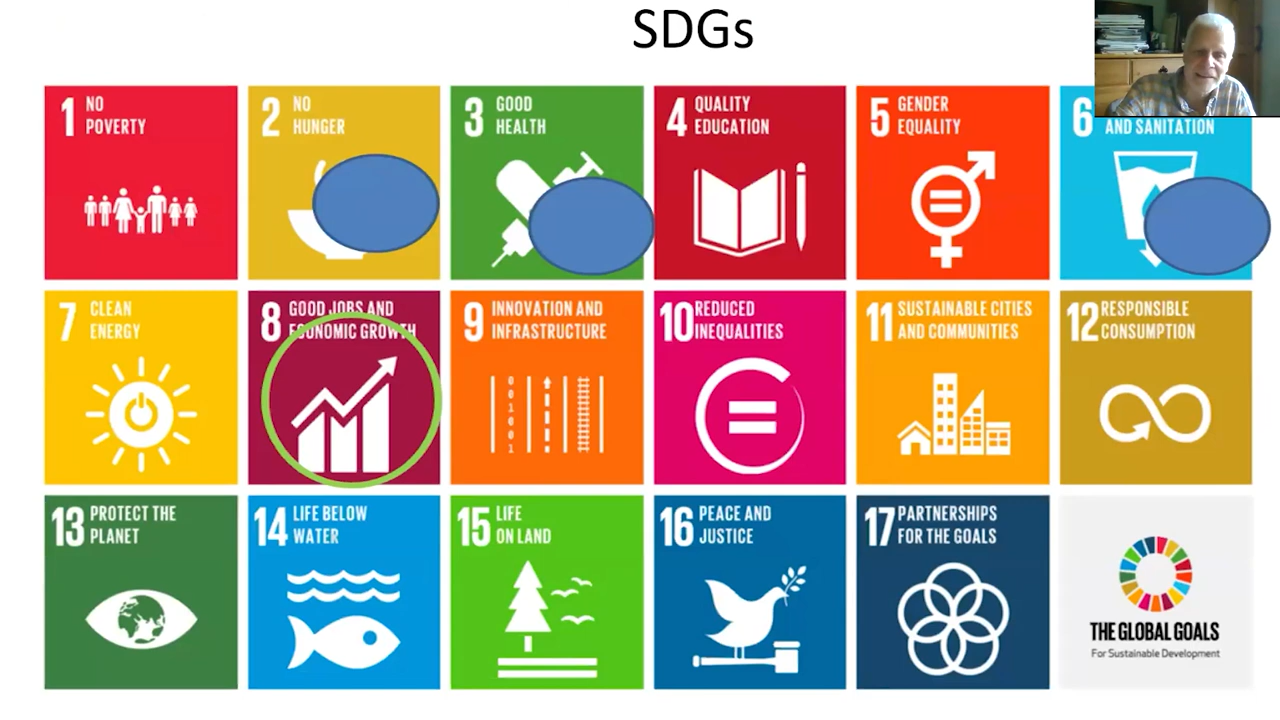 SDGs
1 NO
POVERTY
2 NO
HUNGER
3 GOOD
HEALTH
4 QUALITY
EDUCATION
5 GENDER
EQUALITY
6
AND SANITATION
7 CLEAN
ENERGY
8 GOOD JOBS AND
ECONOMIC GROWTH
9 INNOVATION AND
INFRASTRUCTURE
10 REDUCED
INEQUALITIES
11 SUSTAINABLE CITIES
AND COMMUNITIES
12 RESPONSIBLE
CONSUMPTION
13 PROTECT THE
PLANET
14 LIFE BELOW
WATER
15 LIFE
ON LAND
16 PEACE AND
JUSTICE
17 PARTNERSHIPS
FOR THE GOALS
THE GLOBAL GOALS
For Sustainable Development